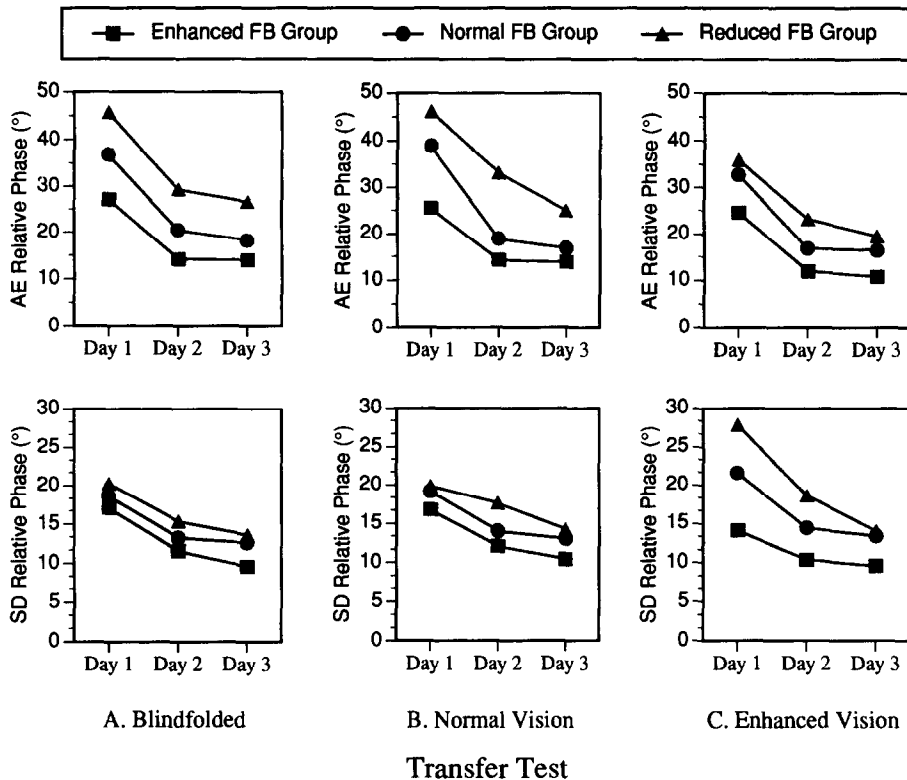 Enhanced FB Group Normal FB Group Reduced FB Group
AE Relative Phase (°)
50
40
30
20
10
0
Day 1 Day 2 Day 3
AE Relative Phase (°)
50
40
30
20
10
0
Day 1 Day 2 Day 3
AE Relative Phase (°)
50
40
30
20
10
0
Day 1 Day 2 Day 3
SD Relative Phase (°)
30
25
20
15
10
5
0
Day 1 Day 2 Day 3
SD Relative Phase (°)
30
25
20
15
10
5
0
Day 1 Day 2 Day 3
SD Relative Phase (°)
30
25
20
15
10
5
0
Day 1 Day 2 Day 3
A. Blindfolded
B. Normal Vision
C. Enhanced Vision
Transfer Test